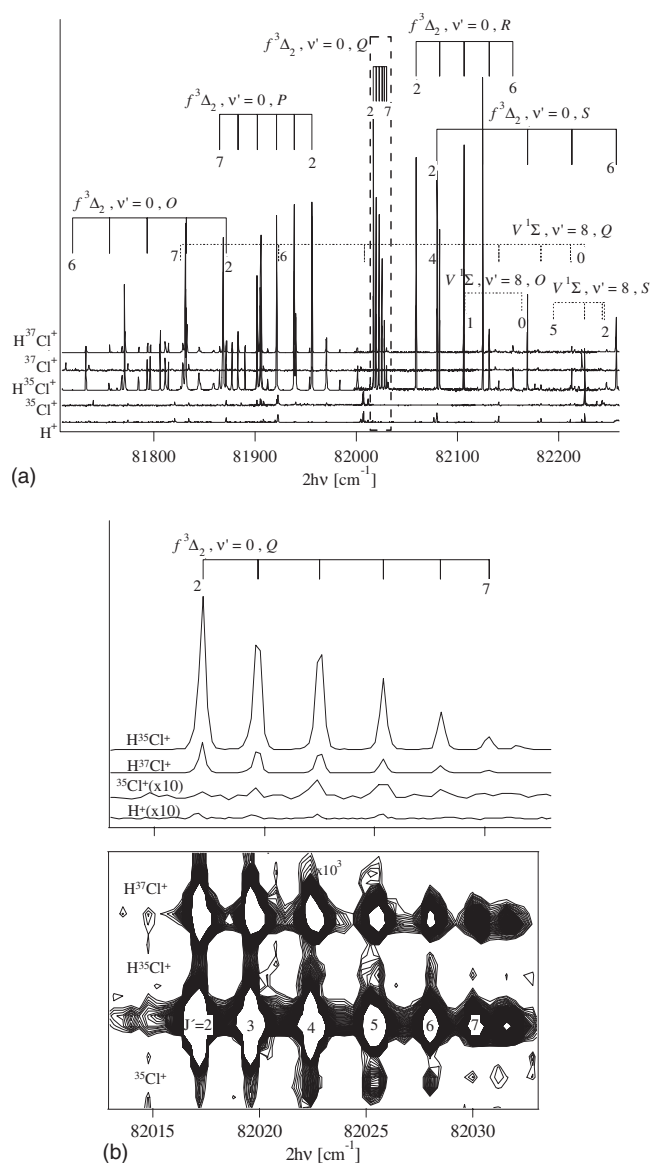 f ³Δ₂ , ν' = 0 , Q
f ³Δ₂ , ν' = 0 , R
2 6
f ³Δ₂ , ν' = 0 , P
2 7
f ³Δ₂ , ν' = 0 , S
7 2
2 6
f ³Δ₂ , ν' = 0 , O
V ¹Σ , ν' = 8 , Q
6 2
7 6 4 0
V ¹Σ , ν' = 8 , O
V ¹Σ , ν' = 8 , S
1 0
5 2
H³⁷Cl⁺
³⁷Cl⁺
H³⁵Cl⁺
³⁵Cl⁺
H⁺
81800 81900 82000 82100 82200
(a)
2hν [cm⁻¹]
f ³Δ₂ , ν' = 0 , Q
2 7
H³⁵Cl⁺
H³⁷Cl⁺
³⁵Cl⁺(x10)
H⁺(x10)
x10³
H³⁷Cl⁺
H³⁵Cl⁺
J'=2 3 4 5 6 7
³⁵Cl⁺
82015 82020 82025 82030
(b)
2hν [cm⁻¹]